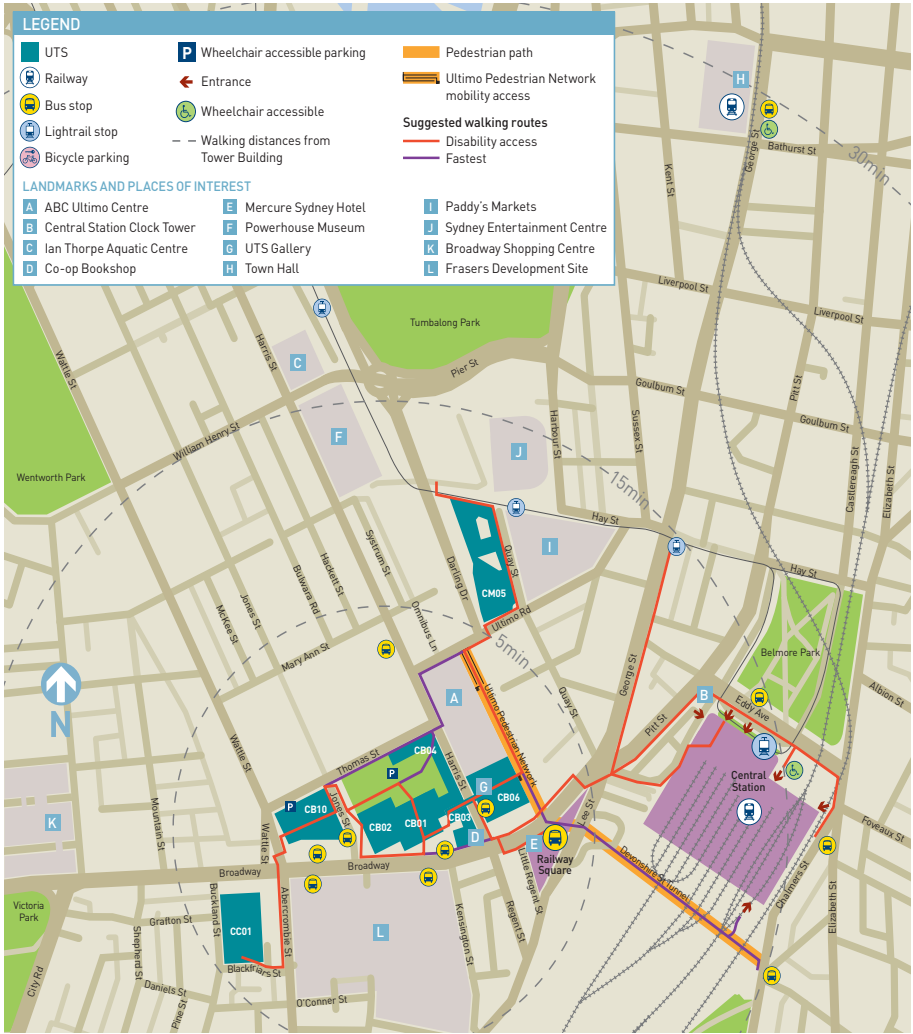 LEGEND
UTS
Railway
Bus stop
Lightrail stop
Bicycle parking
P Wheelchair accessible parking
Entrance
Wheelchair accessible
Walking distances from
Tower Building
Pedestrian path
Ultimo Pedestrian Network
mobility access
Suggested walking routes
Disability access
Fastest
LANDMARKS AND PLACES OF INTEREST
A ABC Ultimo Centre
B Central Station Clock Tower
C Ian Thorpe Aquatic Centre
D Co-op Bookshop
E Mercure Sydney Hotel
F Powerhouse Museum
G UTS Gallery
H Town Hall
I Paddy's Markets
J Sydney Entertainment Centre
K Broadway Shopping Centre
L Frasers Development Site
H
George St
Bathurst St
30min
Kent St
Liverpool St
Liverpool St
Tumbalong Park
Harris St
Wattle St
C
Pier St
Goulburn St
Pitt St
Goulburn St
Castlereagh St
Elizabeth St
Harbour St
Sussex St
William Henry St
F
J
Wentworth Park
15min
Hay St
Hay St
I
Quay St
CM05
Darling Dr
Systrum St
Hackett St
Bulwara Rd
Jones St
McKee St
Omnibus Ln
Ultimo Rd
5min
Mary Ann St
Belmore Park
George St
Albion St
N
A
Ultimo Pedestrian Network
Quay St
B
Eddy Ave
Pitt St
Wattle St
Thomas St
CB04
P
Harris St
Central
Station
G
CB06
P
CB10
Jones St
CB02
CB01
CB03
D
Lee St
E
Railway
Square
K
Mountain St
Wattle St
Foveaux St
Broadway
Broadway
Little Regent St
Devonshire St Tunnel
Chalmers St
Elizabeth St
Victoria
Park
Buckland St
Abercrombie St
Grafton St
CC01
L
Kensington St
Regent St
Shepherd St
Blackfriars St
City Rd
Daniels St
Pine St
O'Conner St